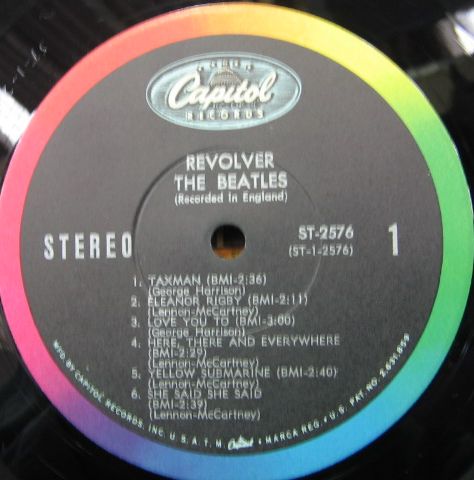 Capitol
RECORDS
REVOLVER
THE BEATLES
(Recorded In England)
STEREO
ST-2576
(ST-1-2576)
1
1. TAXMAN (BMI-2:36)
(George Harrison)
2. ELEANOR RIGBY (BMI-2:11)
(Lennon-McCartney)
3. LOVE YOU TO (BMI-3:00)
(George Harrison)
4. HERE, THERE AND EVERYWHERE
(BMI-2:29)
(Lennon-McCartney)
5. YELLOW SUBMARINE (BMI-2:40)
(Lennon-McCartney)
6. SHE SAID SHE SAID
(BMI-2:39)
(Lennon-McCartney)
MFD. BY CAPITOL RECORDS, INC. U.S.A. T.M. Capitol • MARCA REG. • U.S. PAT. NO. 2,631,859